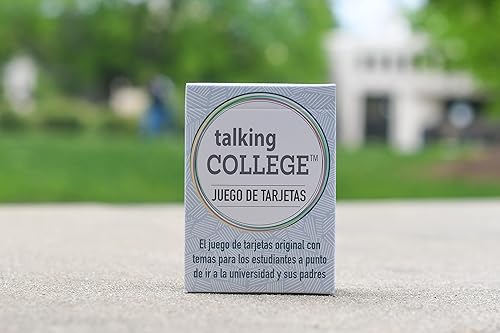 talking
COLLEGE™
JUEGO DE TARJETAS
El juego de tarjetas original con
temas para los estudiantes a punto
de ir a la universidad y sus padres